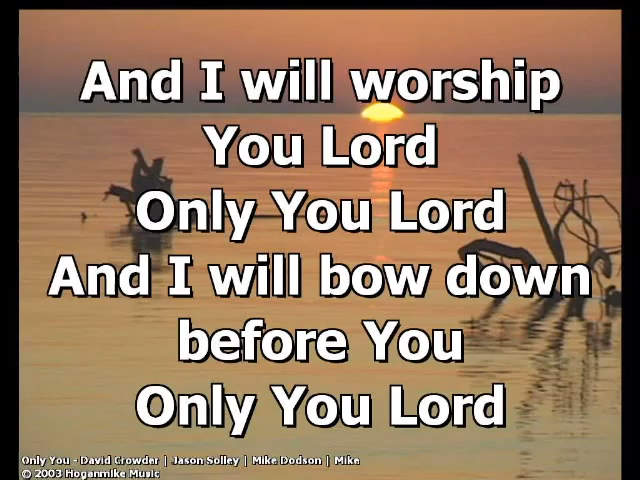 And I will worship
You Lord
Only You Lord
And I will bow down
before You
Only You Lord
Only You - David Crowder | Jason Solley | Mike Dodson | Mike
© 2003 Hoganmike Music